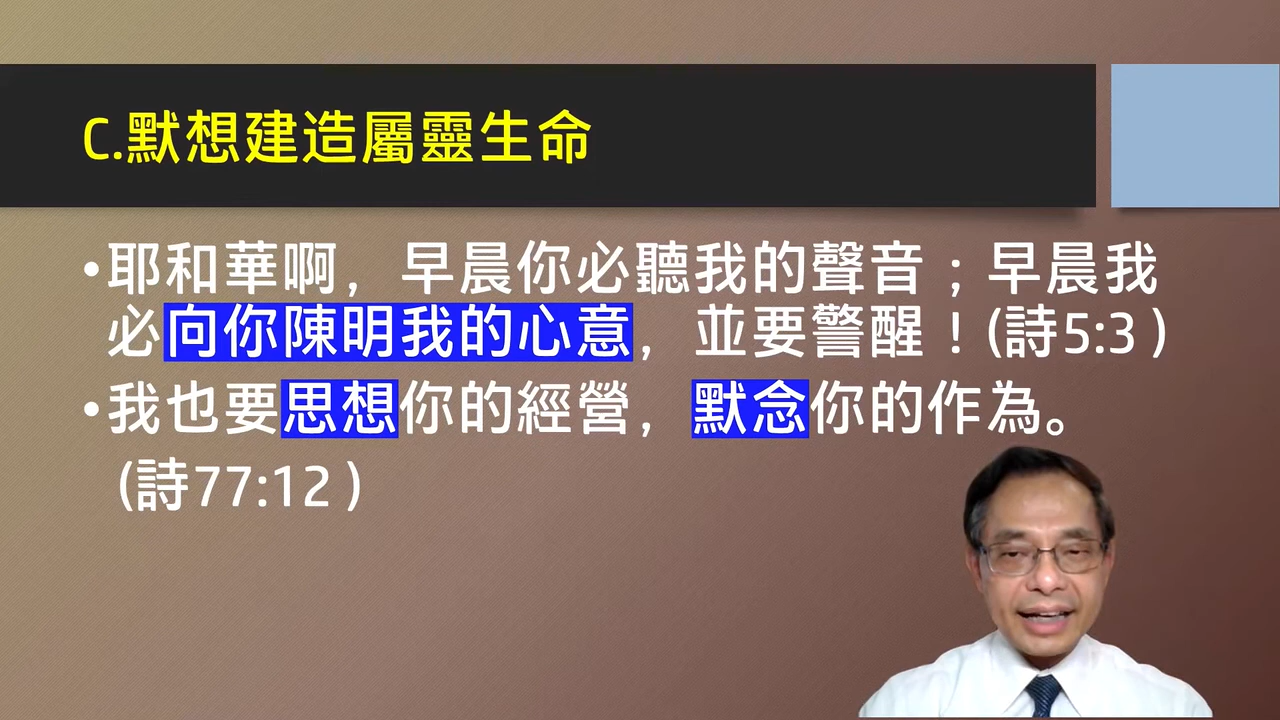 C.默想建造屬靈生命
•耶和華啊，早晨你必聽我的聲音；早晨我
必向你陳明我的心意，並要警醒！(詩5:3 )
•我也要思想你的經營，默念你的作為。
(詩77:12 )